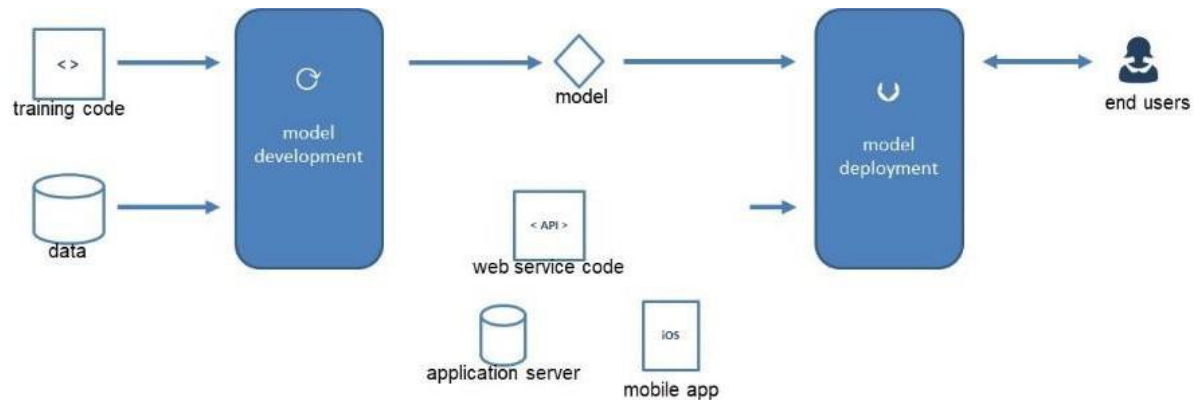 < >
training code
model
development
model
model
deployment
end users
data
< API >
web service code
application server
iOS
mobile app